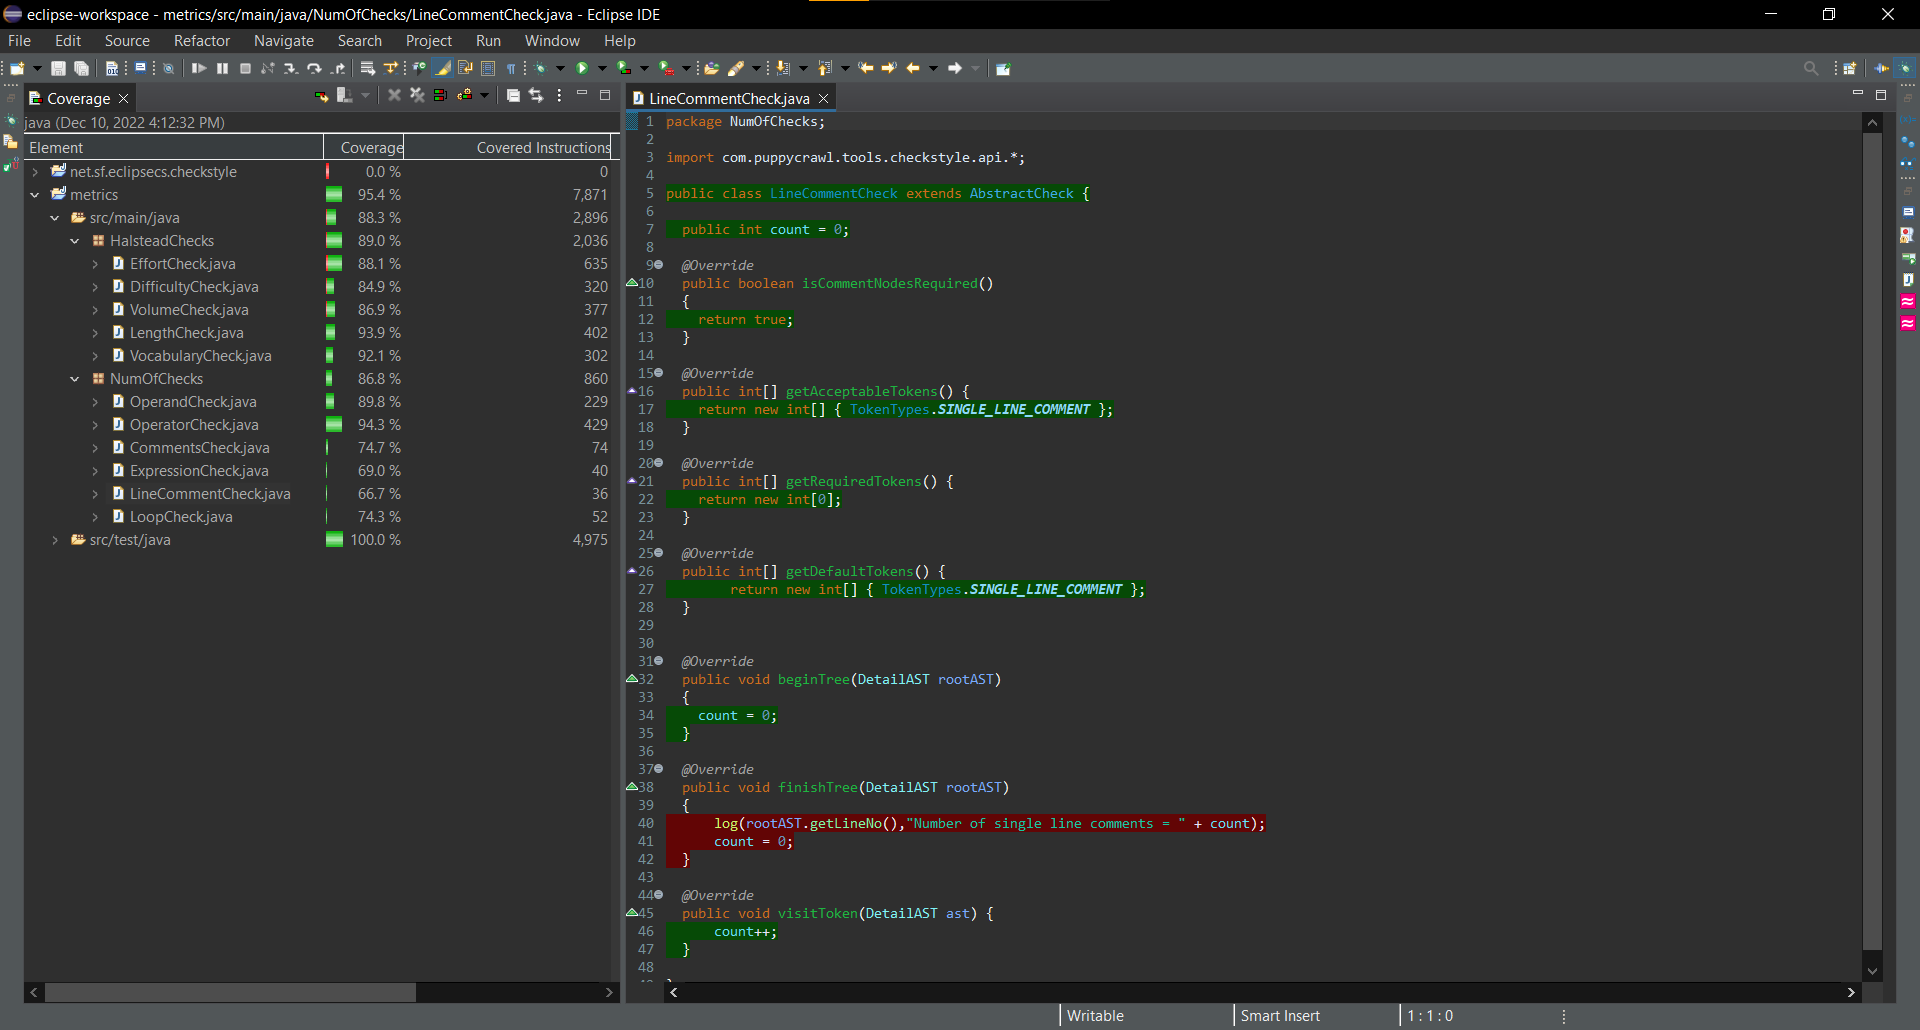 eclipse-workspace - metrics/src/main/java/NumOfChecks/LineCommentCheck.java - Eclipse IDE
File Edit Source Refactor Navigate Search Project Run Window Help
Coverage
java (Dec 10, 2022 4:12:32 PM)
Element Coverage Covered Instructions
net.sf.eclipsecs.checkstyle 0.0 % 0
metrics 95.4 % 7,871
src/main/java 88.3 % 2,896
HalsteadChecks 89.0 % 2,036
EffortCheck.java 88.1 % 635
DifficultyCheck.java 84.9 % 320
VolumeCheck.java 86.9 % 377
LengthCheck.java 93.9 % 402
VocabularyCheck.java 92.1 % 302
NumOfChecks 86.8 % 860
OperandCheck.java 89.8 % 229
OperatorCheck.java 94.3 % 429
CommentsCheck.java 74.7 % 74
ExpressionCheck.java 69.0 % 40
LineCommentCheck.java 66.7 % 36
LoopCheck.java 74.3 % 52
src/test/java 100.0 % 4,975
LineCommentCheck.java
1 package NumOfChecks;
2
3 import com.puppycrawl.tools.checkstyle.api.*;
4
5 public class LineCommentCheck extends AbstractCheck {
6
7 public int count = 0;
8
9 @Override
10 public boolean isCommentNodesRequired()
11 {
12 return true;
13 }
14
15 @Override
16 public int[] getAcceptableTokens() {
17 return new int[] { TokenTypes.SINGLE_LINE_COMMENT };
18 }
19
20 @Override
21 public int[] getRequiredTokens() {
22 return new int[0];
23 }
24
25 @Override
26 public int[] getDefaultTokens() {
27 return new int[] { TokenTypes.SINGLE_LINE_COMMENT };
28 }
29
30
31 @Override
32 public void beginTree(DetailAST rootAST)
33 {
34 count = 0;
35 }
36
37 @Override
38 public void finishTree(DetailAST rootAST)
39 {
40 log(rootAST.getLineNo(),"Number of single line comments = " + count);
41 count = 0;
42 }
43
44 @Override
45 public void visitToken(DetailAST ast) {
46 count++;
47 }
48
Writable Smart Insert 1 : 1 : 0